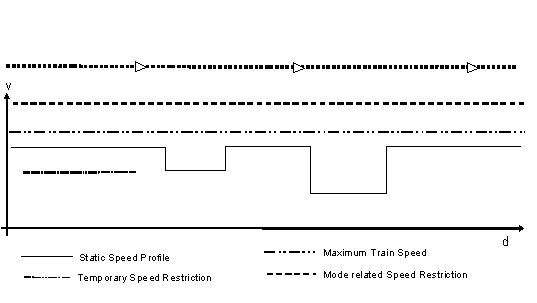 v
d
Static Speed Profile
Maximum Train Speed
Temporary Speed Restriction
Mode related Speed Restriction